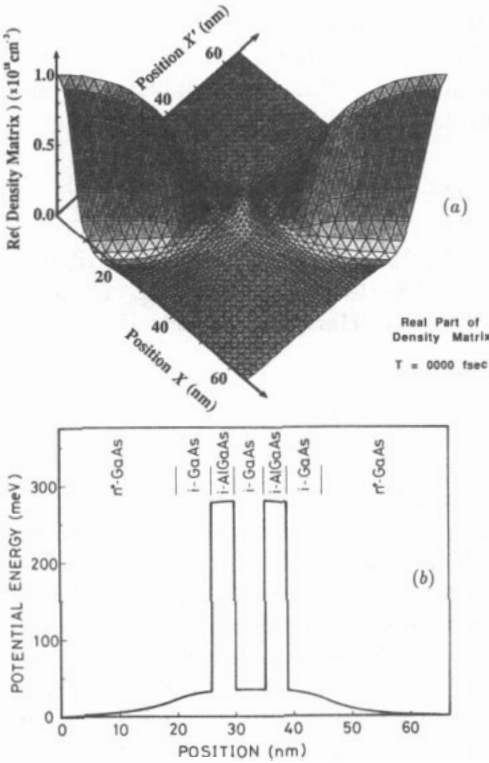 Position X' (nm)
60
40
Re( Density Matrix ) (x10¹⁸cm⁻³)
1.0
0.5
0.0
(a)
20
40
60
Position X (nm)
Real Part of
Density Matrix
T = 0000 fsec
n⁺-GaAs
i-GaAs
i-AlGaAs
i-GaAs
i-AlGaAs
i-GaAs
n⁺-GaAs
(b)
POTENTIAL ENERGY (meV)
300
200
100
0
0 10 20 30 40 50 60
POSITION (nm)